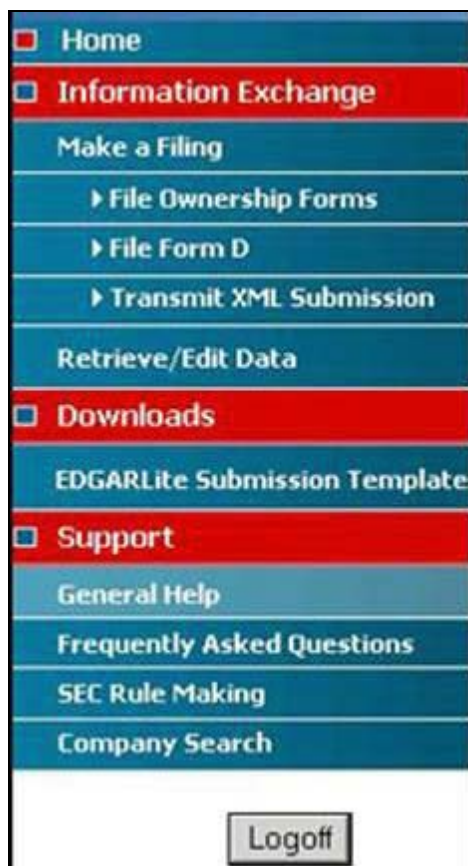 Home
Information Exchange
Make a Filing
File Ownership Forms
File Form D
Transmit XML Submission
Retrieve/Edit Data
Downloads
EDGARLite Submission Template
Support
General Help
Frequently Asked Questions
SEC Rule Making
Company Search
Logoff